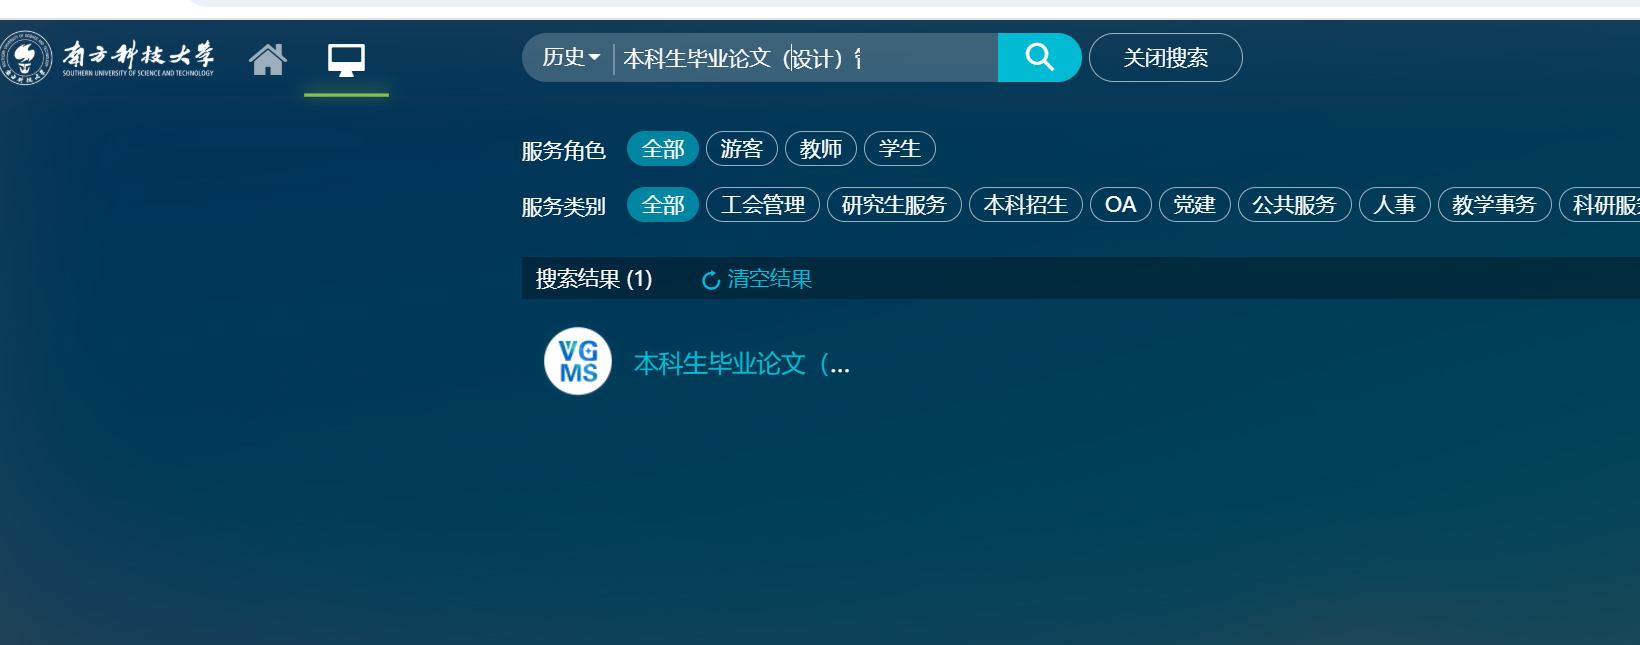 南方科技大学
SOUTHERN UNIVERSITY OF SCIENCE AND TECHNOLOGY
历史 本科生毕业论文（设计） 关闭搜索
服务角色 全部 游客 教师 学生
服务类别 全部 工会管理 研究生服务 本科招生 OA 党建 公共服务 人事 教学事务 科研服
搜索结果 (1) 清空结果
VG
MS
本科生毕业论文（...